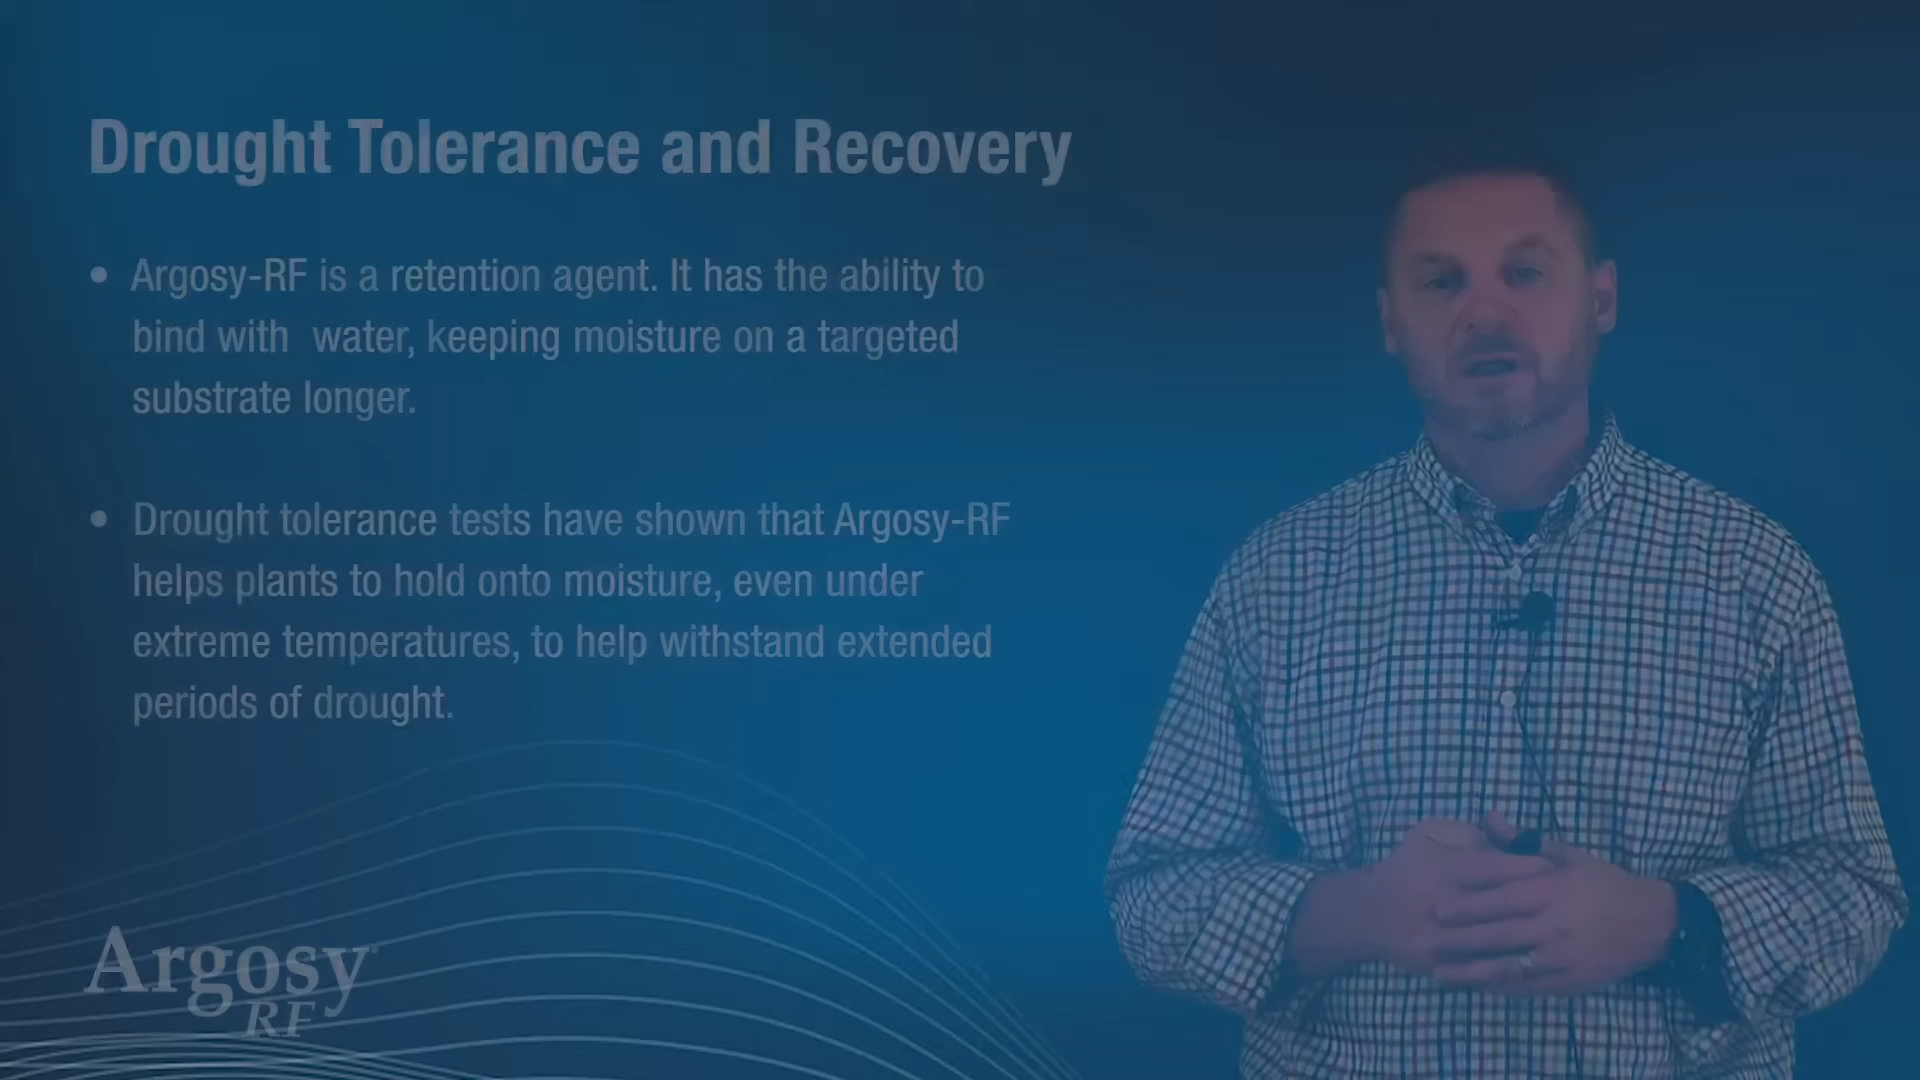 Drought Tolerance and Recovery
• Argosy-RF is a retention agent. It has the ability to
bind with  water, keeping moisture on a targeted
substrate longer.
• Drought tolerance tests have shown that Argosy-RF
helps plants to hold onto moisture, even under
extreme temperatures, to help withstand extended
periods of drought.
Argosy
RF